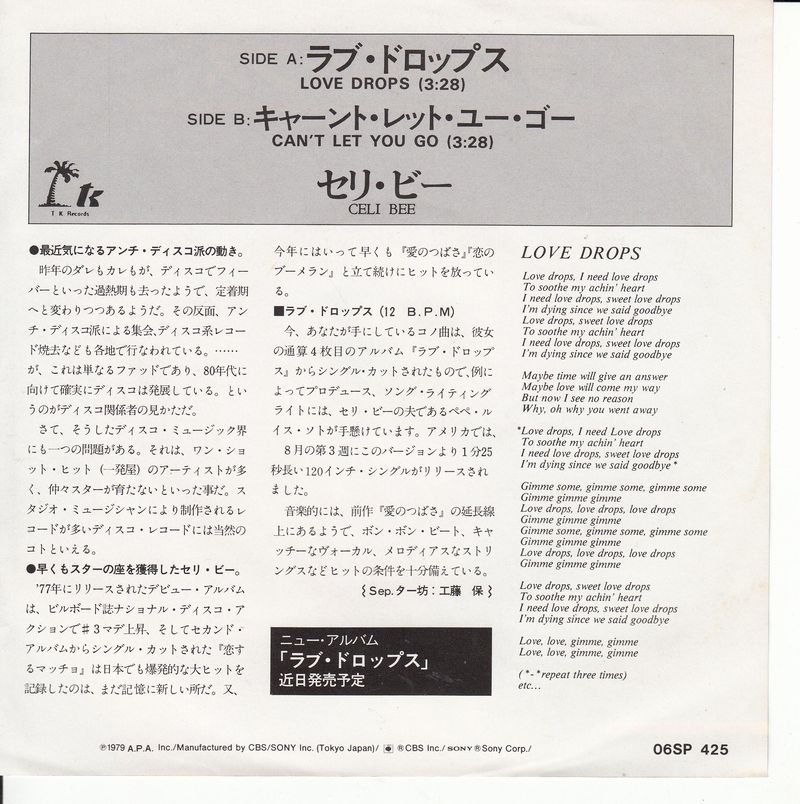 SIDE A:ラブ・ドロップス
LOVE DROPS (3:28)
SIDE B:キャーント・レット・ユー・ゴー
CAN'T LET YOU GO (3:28)
セリ・ビー
CELI BEE
tk
T K Records
●最近気になるアンチ・ディスコ派の動き。
昨年のダレもカレもが、ディスコでフィー
バーといった過熱期も去ったようで、定着期
へと変わりつつあるようだ。その反面、アン
チ・ディスコ派による集会、ディスコ系レコー
ド焼去なども各地で行なわれている。……
が、これは単なるファッドであり、80年代に
向けて確実にディスコは発展している。とい
うのがディスコ関係者の見かただ。
さて、そうしたディスコ・ミュージック界
にも一つの問題がある。それは、ワン・ショ
ット・ヒット(一発屋)のアーティストが多
く、仲々スターが育たないといった事だ。ス
タジオ・ミュージシャンにより制作されるレ
コードが多いディスコ・レコードには当然の
コトといえる。
●早くもスターの座を獲得したセリ・ビー。
'77年にリリースされたデビュー・アルバム
は、ビルボード誌ナショナル・ディスコ・ア
クションで#3マデ上昇、そしてセカンド・
アルバムからシングル・カットされた『恋す
るマッチョ』は日本でも爆発的な大ヒットを
記録したのは、まだ記憶に新しい所だ。又、
今年にはいって早くも『愛のつばさ』『恋の
ブーメラン』と立て続けにヒットを放ってい
る。
■ラブ・ドロップス(12 B.P.M)
今、あなたが手にしているコノ曲は、彼女
の通算4枚目のアルバム『ラブ・ドロップ
ス』からシングル・カットされたもので、例に
よってプロデュース、ソング・ライティング
ライトには、セリ・ビーの夫であるペペ・ル
イス・ソトが手懸けています。アメリカでは、
8月の第3週にこのバージョンより1分25
秒長い120インチ・シングルがリリースされ
ました。
音楽的には、前作『愛のつばさ』の延長線
上にあるようで、ボン・ボン・ビート、キャ
ッチーなヴォーカル、メロディアスなストリ
ングスなどヒットの条件を十分備えている。
{Sep.ター坊:工藤 保}
ニュー・アルバム
「ラブ・ドロップス」
近日発売予定
LOVE DROPS
Love drops, I need love drops
To soothe my achin' heart
I need love drops, sweet love drops
I'm dying since we said goodbye
Love drops, sweet love drops
To soothe my achin' heart
I need love drops, sweet love drops
I'm dying since we said goodbye
Maybe time will give an answer
Maybe love will come my way
But now I see no reason
Why, oh why you went away
*Love drops, I need Love drops
To soothe my achin' heart
I need love drops, sweet love drops
I'm dying since we said goodbye *
Gimme some, gimme some, gimme some
Gimme gimme gimme
Love drops, love drops, love drops
Gimme gimme gimme
Gimme some, gimme some, gimme some
Gimme gimme gimme
Love drops, love drops, love drops
Gimme gimme gimme
Love drops, sweet love drops
To soothe my achin' heart
I need love drops, sweet love drops
I'm dying since we said goodbye
Love, love, gimme, gimme
Love, love, gimme, gimme
(*-*repeat three times)
etc...
℗1979 A.P.A. Inc./Manufactured by CBS/SONY Inc. (Tokyo Japan)/ ®CBS Inc./SONY®Sony Corp./
06SP 425